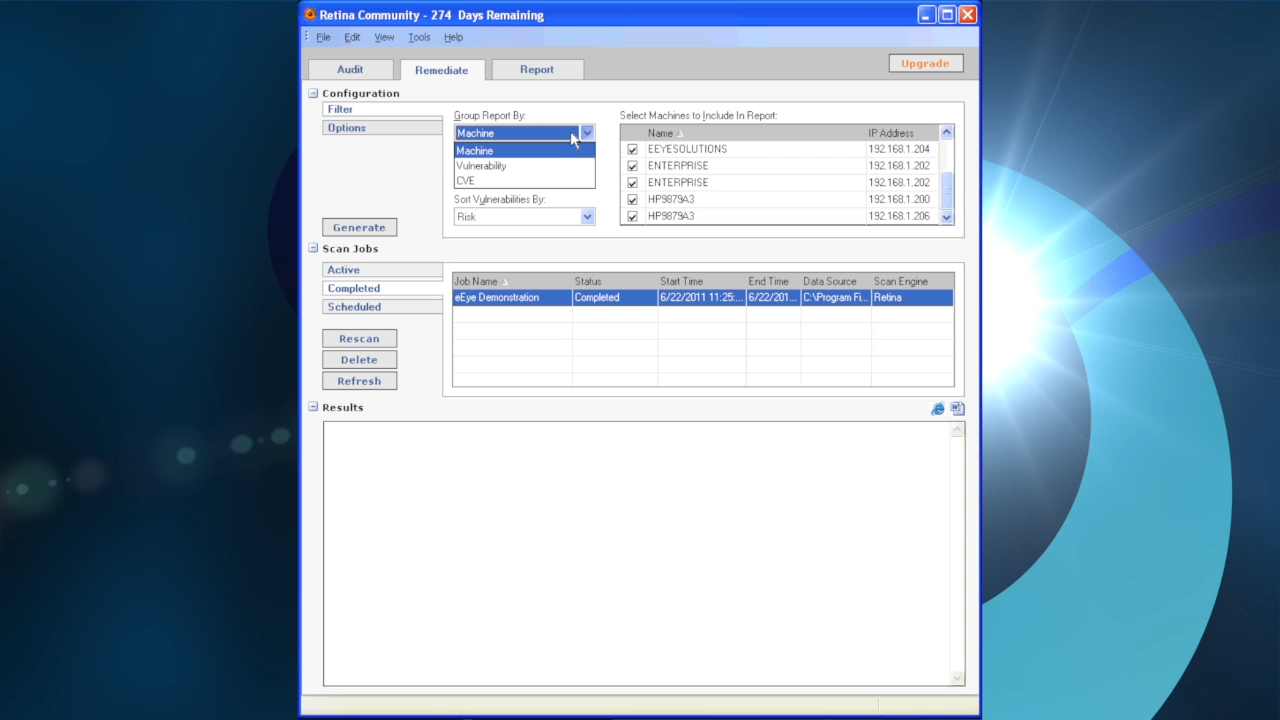 Retina Community - 274 Days Remaining
File Edit View Tools Help
Audit Remediate Report Upgrade
Configuration
Filter
Options
Generate
Group Report By:
Machine
Machine
Vulnerability
CVE
Sort Vulnerabilities By:
Risk
Select Machines to Include In Report:
Name IP Address
EEYESOLUTIONS 192.168.1.204
ENTERPRISE 192.168.1.202
ENTERPRISE 192.168.1.202
HP9879A3 192.168.1.200
HP9879A3 192.168.1.206
Scan Jobs
Active
Completed
Scheduled
Rescan
Delete
Refresh
Job Name Status Start Time End Time Data Source Scan Engine
eEye Demonstration Completed 6/22/2011 11:25:... 6/22/201... C:\Program Fi... Retina
Results